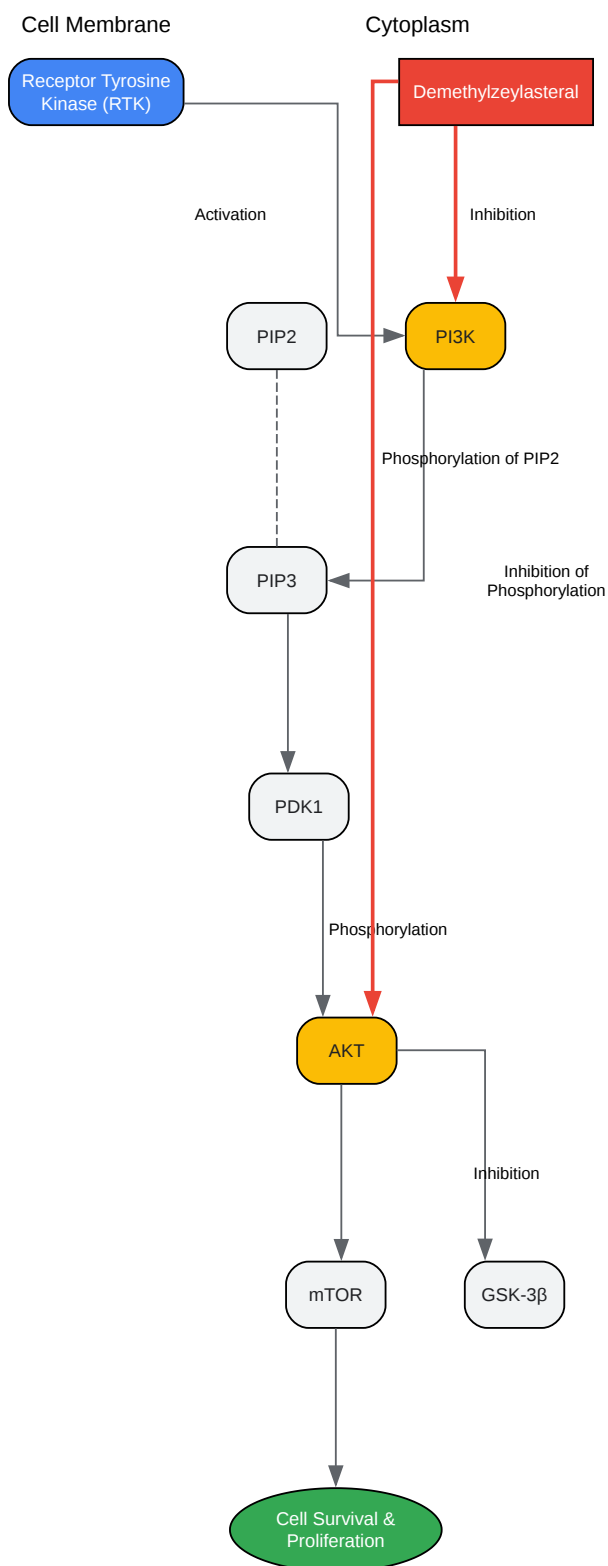 Cell Membrane
Cytoplasm
Receptor Tyrosine
Kinase (RTK)
Demethylzeylasteral
Activation
Inhibition
PIP2
PI3K
Phosphorylation of PIP2
PIP3
Inhibition of
Phosphorylation
PDK1
Phosphorylation
AKT
Inhibition
mTOR
GSK-3β
Cell Survival &
Proliferation